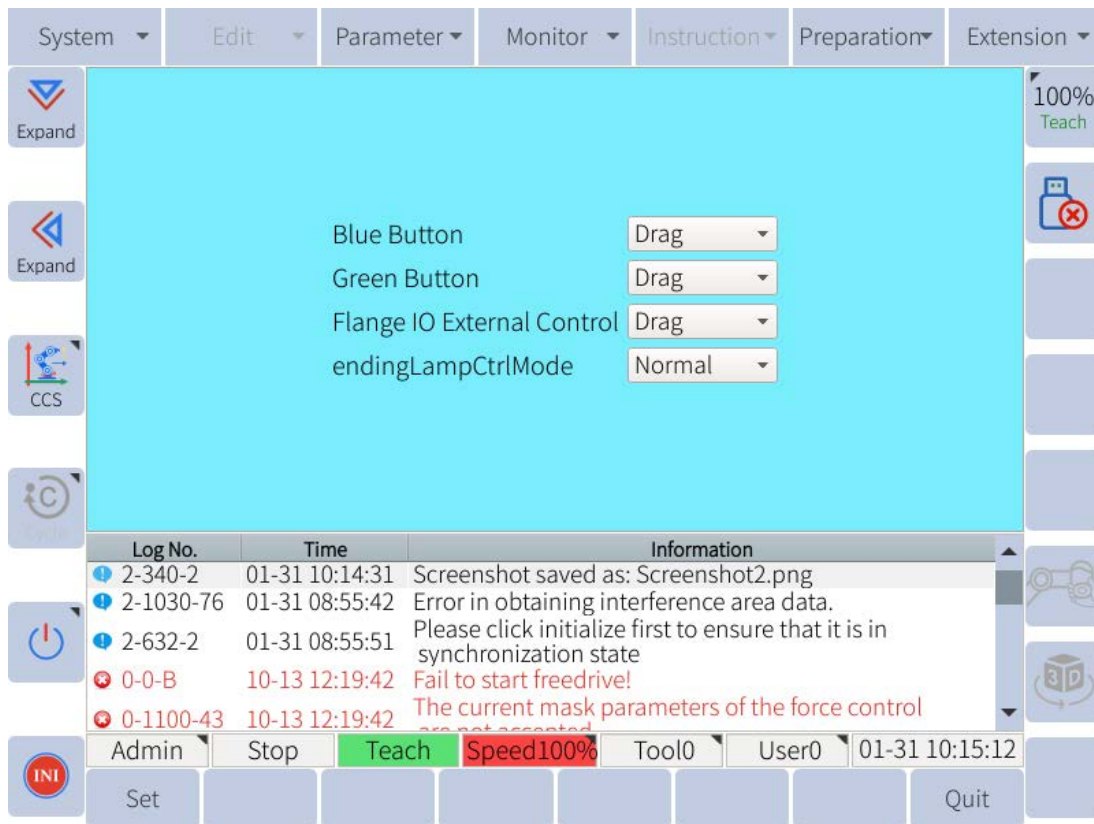 System Edit Parameter Monitor Instruction Preparation Extension
Expand
100%
Teach
Expand
CCS
Blue Button Drag
Green Button Drag
Flange IO External Control Drag
endingLampCtrlMode Normal
Log No. Time Information
2-340-2 01-31 10:14:31 Screenshot saved as: Screenshot2.png
2-1030-76 01-31 08:55:42 Error in obtaining interference area data.
2-632-2 01-31 08:55:51 Please click initialize first to ensure that it is in
synchronization state
0-0-B 10-13 12:19:42 Fail to start freedrive!
0-1100-43 10-13 12:19:42 The current mask parameters of the force control
are not accepted
3D
INI
Admin Stop Teach Speed100% Tool0 User0 01-31 10:15:12
Set Quit